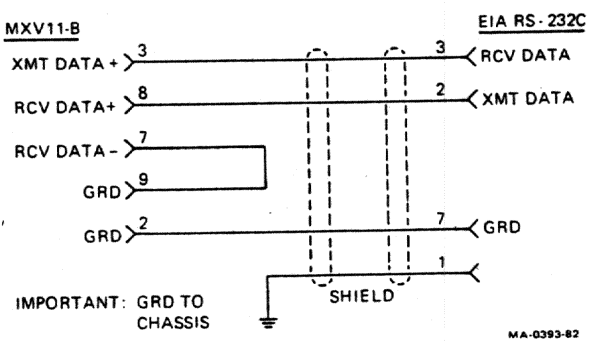 MXV11-B
EIA RS-232C
XMT DATA + 3
3 RCV DATA
RCV DATA+ 8
2 XMT DATA
RCV DATA- 7
GRD 9
GRD 2
7 GRD
1
SHIELD
IMPORTANT: GRD TO
CHASSIS
MA-0393-82